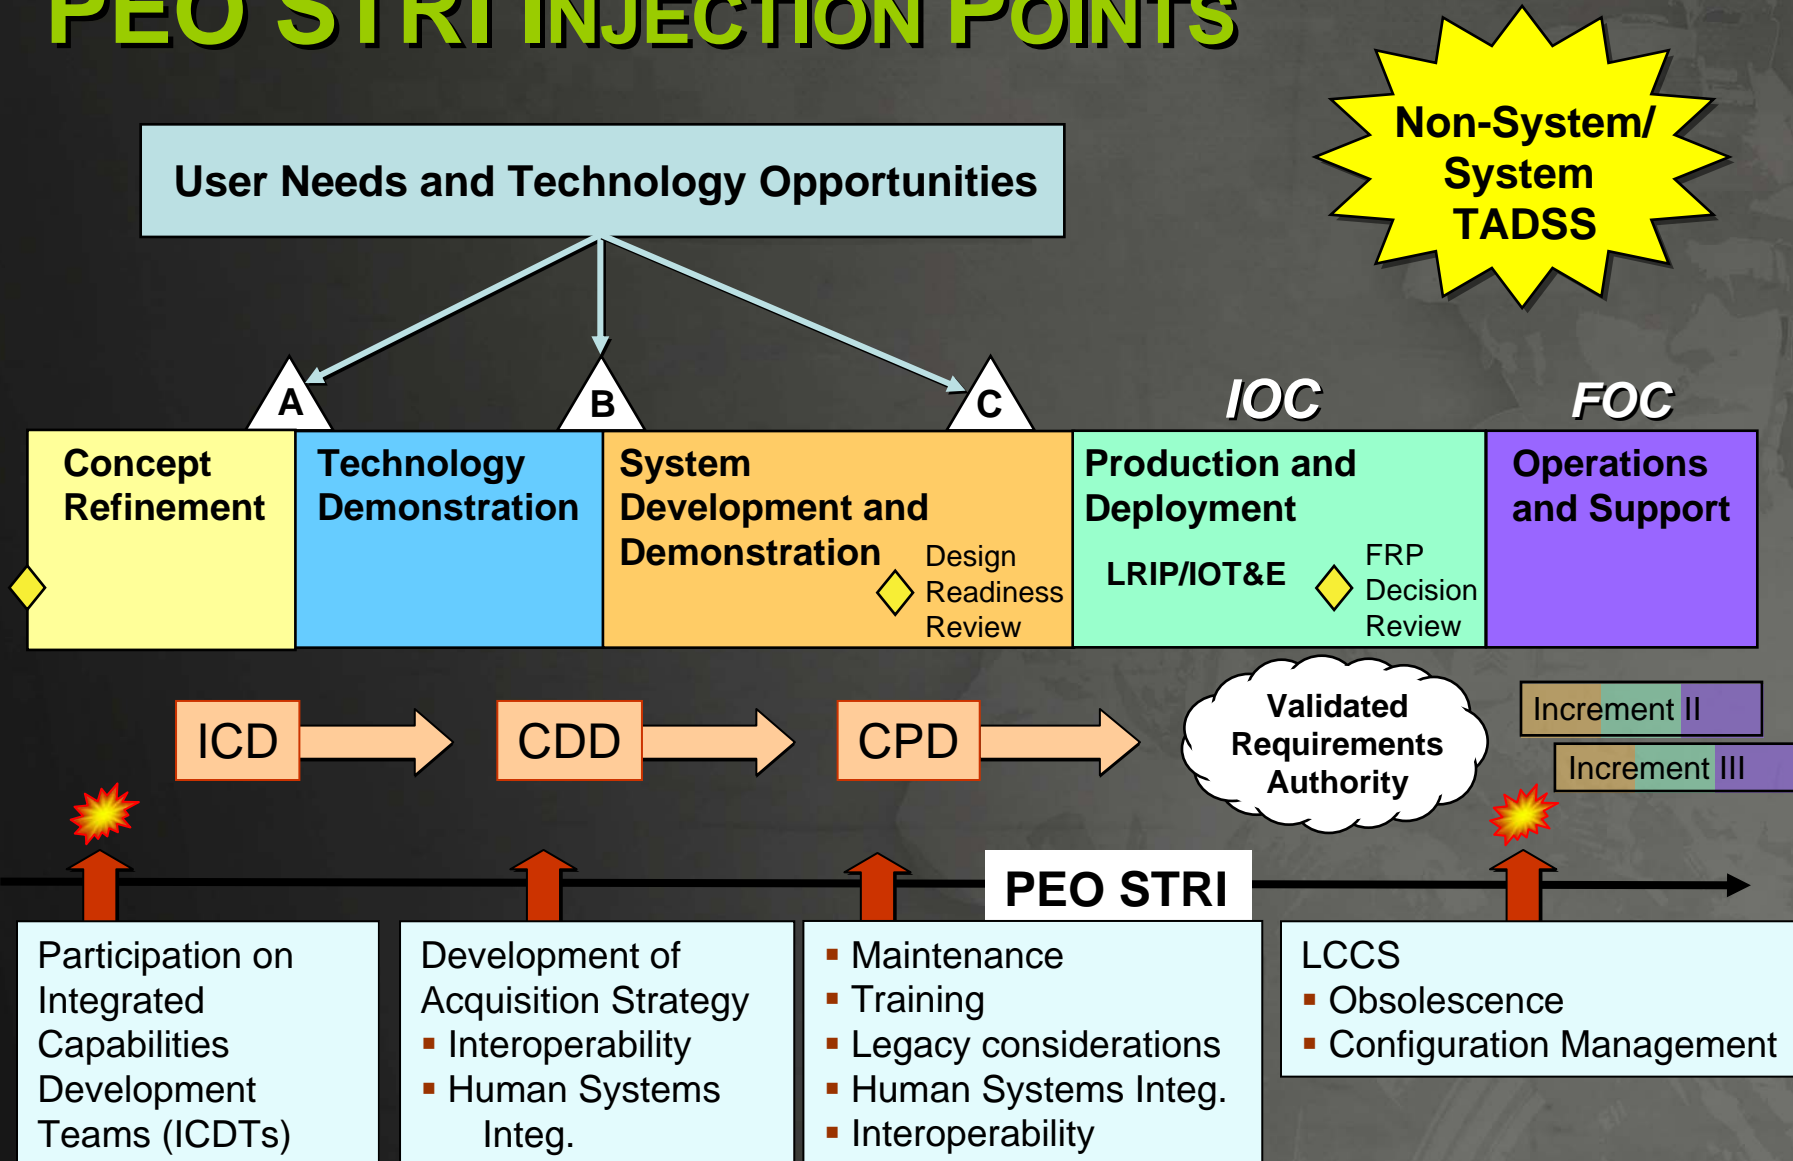 PEO STRI INJECTION POINTS
Non-System/
System
TADSS
User Needs and Technology Opportunities
A
B
C
IOC
FOC
Concept
Refinement
Technology
Demonstration
System
Development and
Demonstration
Design
Readiness
Review
Production and
Deployment
LRIP/IOT&E
FRP
Decision
Review
Operations
and Support
ICD
CDD
CPD
Validated
Requirements
Authority
Increment II
Increment III
PEO STRI
Participation on
Integrated
Capabilities
Development
Teams (ICDTs)
Development of
Acquisition Strategy
▪ Interoperability
▪ Human Systems
Integ.
▪ Maintenance
▪ Training
▪ Legacy considerations
▪ Human Systems Integ.
▪ Interoperability
LCCS
▪ Obsolescence
▪ Configuration Management